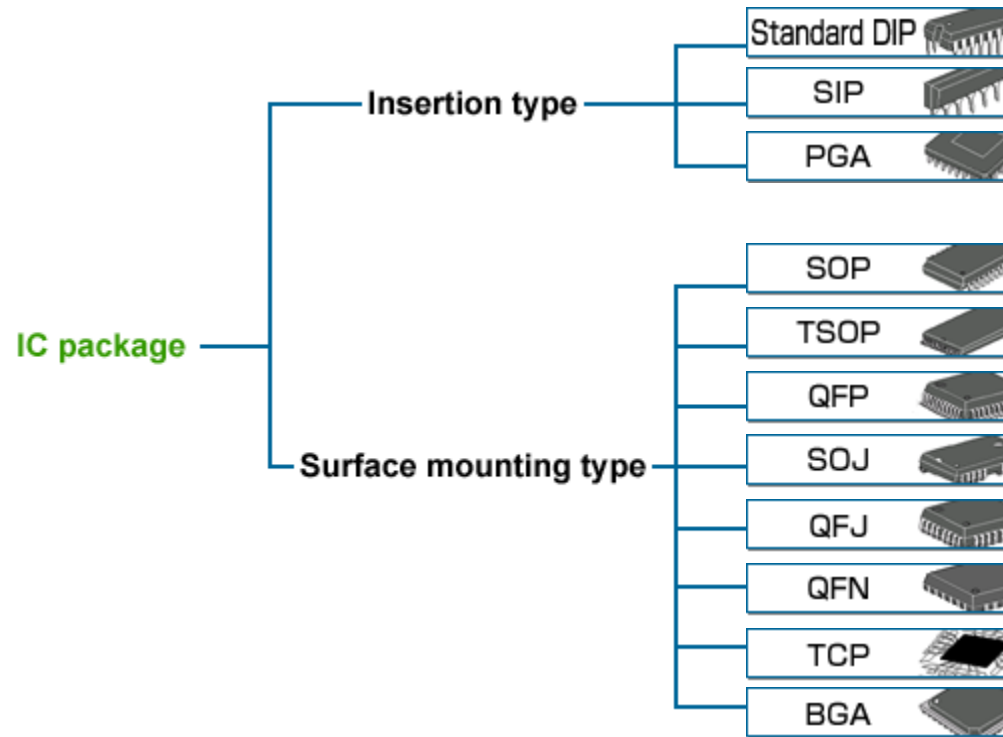 Standard DIP
Insertion type
SIP
PGA
SOP
IC package
TSOP
QFP
Surface mounting type
SOJ
QFJ
QFN
TCP
BGA